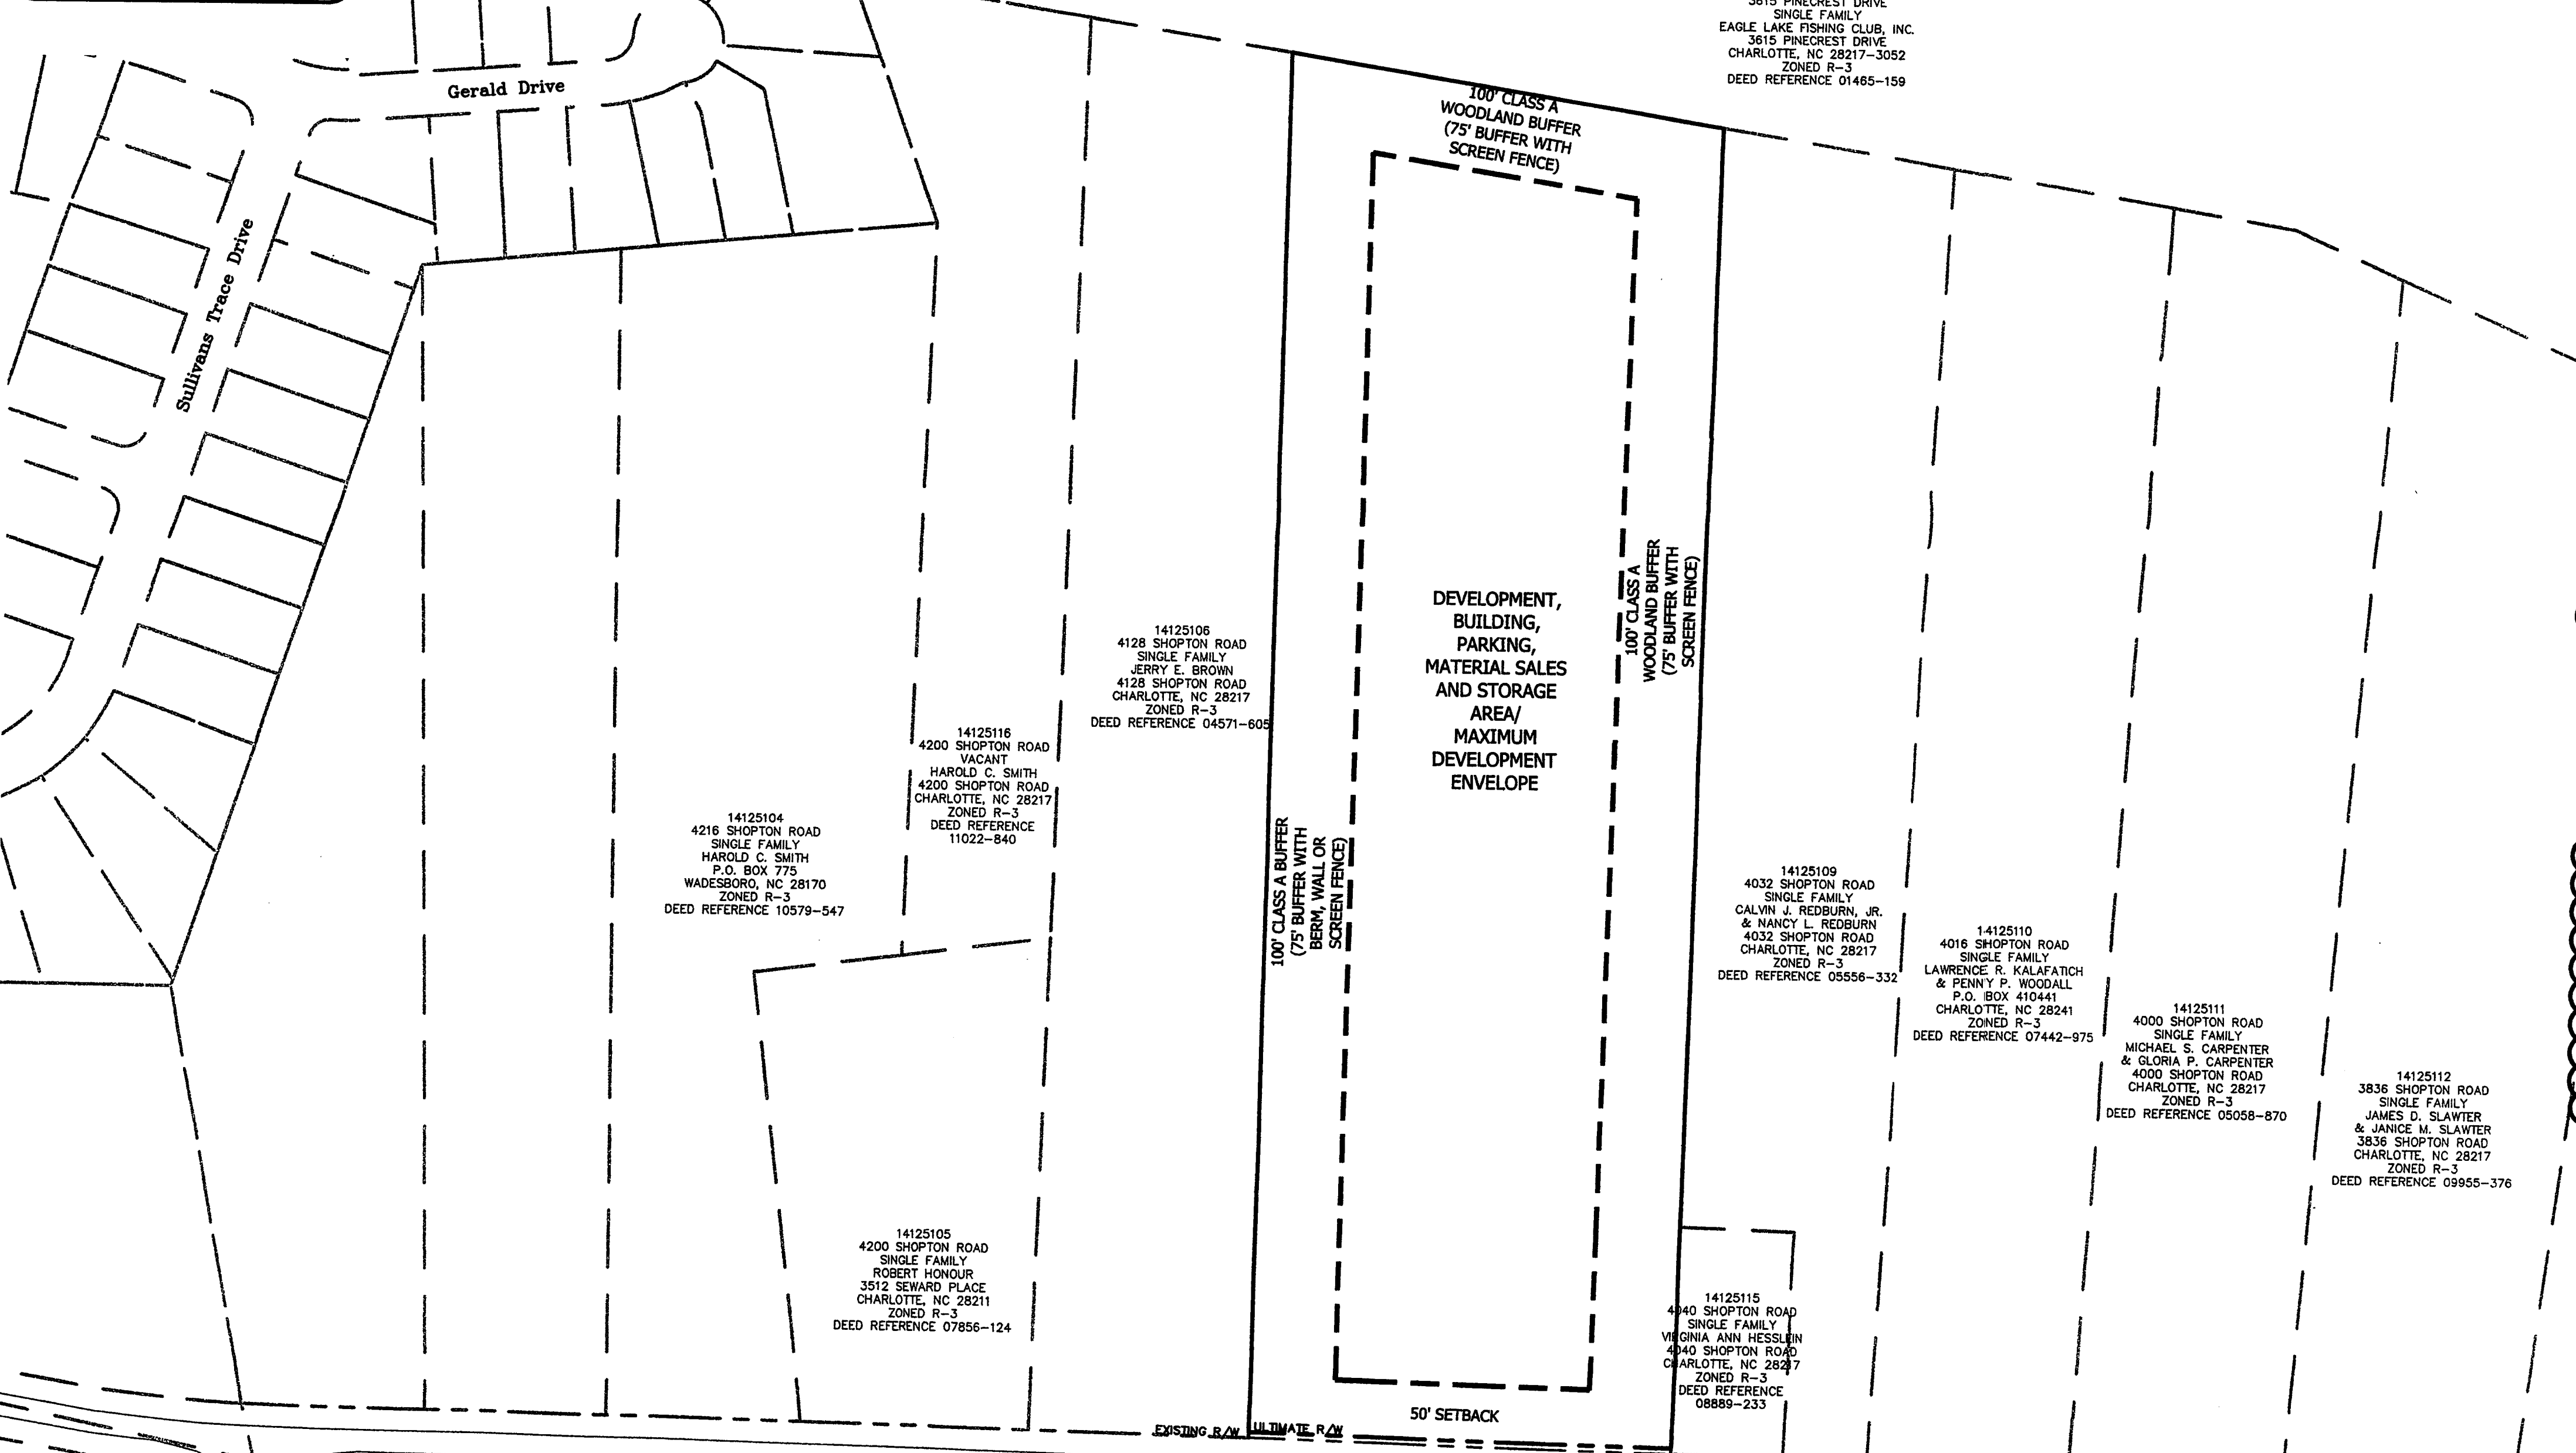 3615 PINECREST DRIVE
SINGLE FAMILY
EAGLE LAKE FISHING CLUB, INC.
3615 PINECREST DRIVE
CHARLOTTE, NC 28217-3052
ZONED R-3
DEED REFERENCE 01465-159
Gerald Drive
Sullivans Trace Drive
100' CLASS A
WOODLAND BUFFER
(75' BUFFER WITH
SCREEN FENCE)
DEVELOPMENT,
BUILDING,
PARKING,
MATERIAL SALES
AND STORAGE
AREA/
MAXIMUM
DEVELOPMENT
ENVELOPE
100' CLASS A
WOODLAND BUFFER
(75' BUFFER WITH
SCREEN FENCE)
100' CLASS A BUFFER
(75' BUFFER WITH
BERM, WALL OR
SCREEN FENCE)
14125106
4128 SHOPTON ROAD
SINGLE FAMILY
JERRY E. BROWN
4128 SHOPTON ROAD
CHARLOTTE, NC 28217
ZONED R-3
DEED REFERENCE 04571-605
14125116
4200 SHOPTON ROAD
VACANT
HAROLD C. SMITH
4200 SHOPTON ROAD
CHARLOTTE, NC 28217
ZONED R-3
DEED REFERENCE
11022-840
14125104
4216 SHOPTON ROAD
SINGLE FAMILY
HAROLD C. SMITH
P.O. BOX 775
WADESBORO, NC 28170
ZONED R-3
DEED REFERENCE 10579-547
14125109
4032 SHOPTON ROAD
SINGLE FAMILY
CALVIN J. REDBURN, JR.
& NANCY L. REDBURN
4032 SHOPTON ROAD
CHARLOTTE, NC 28217
ZONED R-3
DEED REFERENCE 05556-332
14125110
4016 SHOPTON ROAD
SINGLE FAMILY
LAWRENCE R. KALAFATICH
& PENNY P. WOODALL
P.O. BOX 410441
CHARLOTTE, NC 28241
ZONED R-3
DEED REFERENCE 07442-975
14125111
4000 SHOPTON ROAD
SINGLE FAMILY
MICHAEL S. CARPENTER
& GLORIA P. CARPENTER
4000 SHOPTON ROAD
CHARLOTTE, NC 28217
ZONED R-3
DEED REFERENCE 05058-870
14125112
3836 SHOPTON ROAD
SINGLE FAMILY
JAMES D. SLAWTER
& JANICE M. SLAWTER
3836 SHOPTON ROAD
CHARLOTTE, NC 28217
ZONED R-3
DEED REFERENCE 09955-376
14125105
4200 SHOPTON ROAD
SINGLE FAMILY
ROBERT HONOUR
3512 SEWARD PLACE
CHARLOTTE, NC 28211
ZONED R-3
DEED REFERENCE 07856-124
14125115
4040 SHOPTON ROAD
SINGLE FAMILY
VIRGINIA ANN HESSLEIN
4040 SHOPTON ROAD
CHARLOTTE, NC 28217
ZONED R-3
DEED REFERENCE
08889-233
50' SETBACK
EXISTING R/W
ULTIMATE R/W